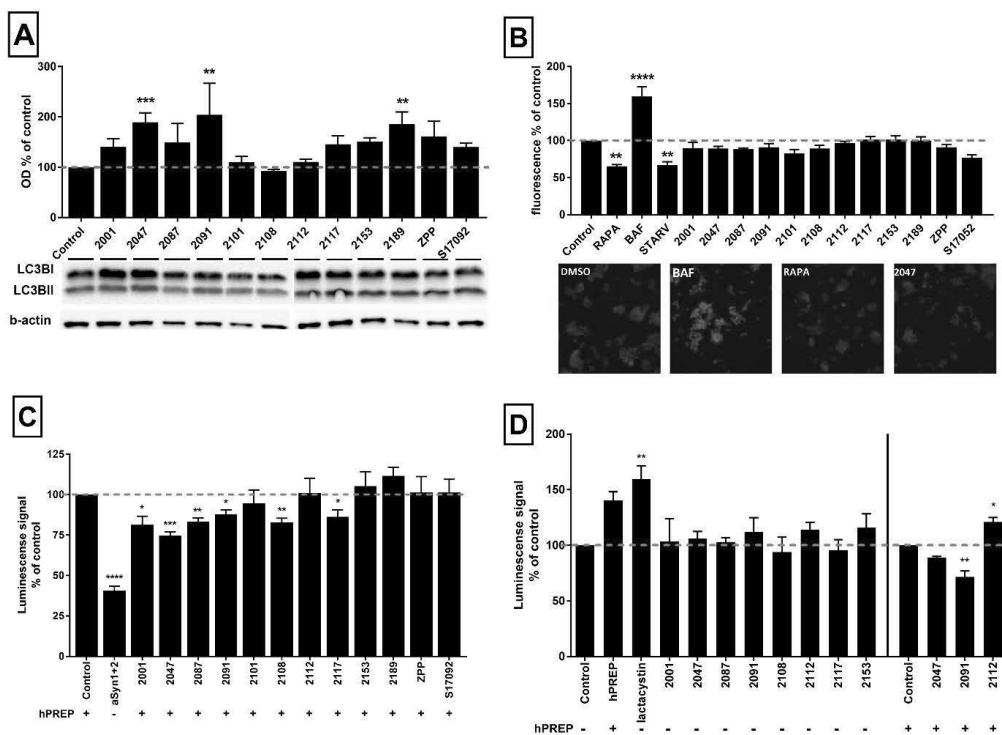 A
300
200
100
0
OD % of control
***
**
**
Control
2001
2047
2087
2091
2101
2108
2112
2117
2153
2189
ZPP
S17092
LC3BI
LC3BII
b-actin
B
200
150
100
50
0
fluorescence % of control
**
****
**
Control
RAPA
BAF
STARV
2001
2047
2087
2091
2101
2108
2112
2117
2153
2189
ZPP
S17052
DMSO
BAF
RAPA
2047
C
125
100
75
50
25
0
Luminescense signal
% of control
****
*
***
**
*
**
*
Control
aSyn1+2
2001
2047
2087
2091
2101
2108
2112
2117
2153
2189
ZPP
S17092
hPREP + - + + + + + + + + + + + +
D
200
150
100
50
0
Luminescense signal
% of control
**
**
*
Control
hPREP
lactacystin
2001
2047
2087
2091
2108
2112
2117
2153
Control
2047
2091
2112
hPREP - + - - - - - - - - - + + + +